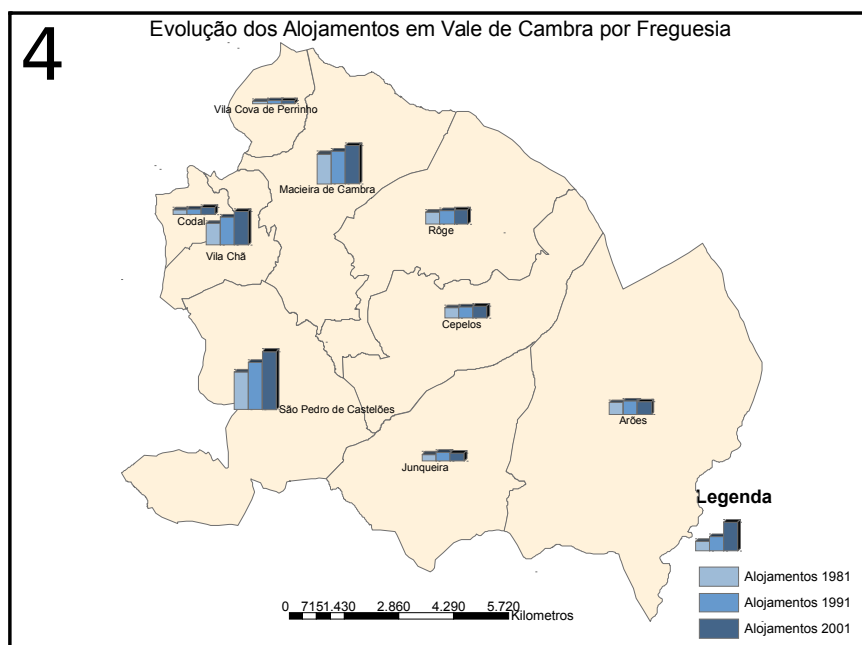 4
Evolução dos Alojamentos em Vale de Cambra por Freguesia
Vila Cova de Perrinho
Macieira de Cambra
Codal
Rôge
Vila Chã
Cepelos
São Pedro de Castelões
Arões
Junqueira
Legenda
Alojamentos 1981
Alojamentos 1991
Alojamentos 2001
0 7151.430 2.860 4.290 5.720
Kilometros